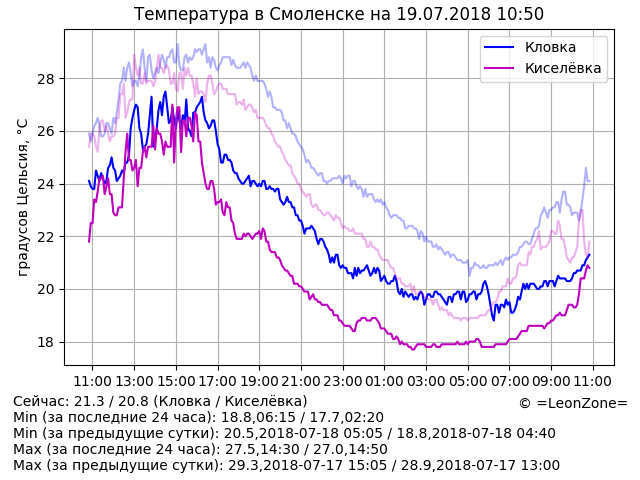 Температура в Смоленске на 19.07.2018 10:50
Кловка
Киселёвка
градусов Цельсия, °C
28
26
24
22
20
18
11:00 13:00 15:00 17:00 19:00 21:00 23:00 01:00 03:00 05:00 07:00 09:00 11:00
Сейчас: 21.3 / 20.8 (Кловка / Киселёвка)
© =LeonZone=
Min (за последние 24 часа): 18.8,06:15 / 17.7,02:20
Min (за предыдущие сутки): 20.5,2018-07-18 05:05 / 18.8,2018-07-18 04:40
Max (за последние 24 часа): 27.5,14:30 / 27.0,14:50
Max (за предыдущие сутки): 29.3,2018-07-17 15:05 / 28.9,2018-07-17 13:00